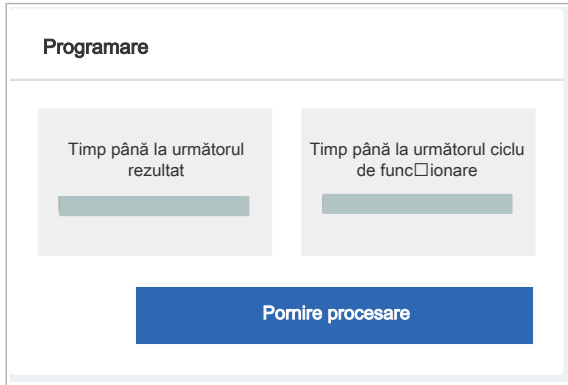 Programare
Timp până la următorul
rezultat
Timp până la următorul ciclu
de func□ionare
Pornire procesare